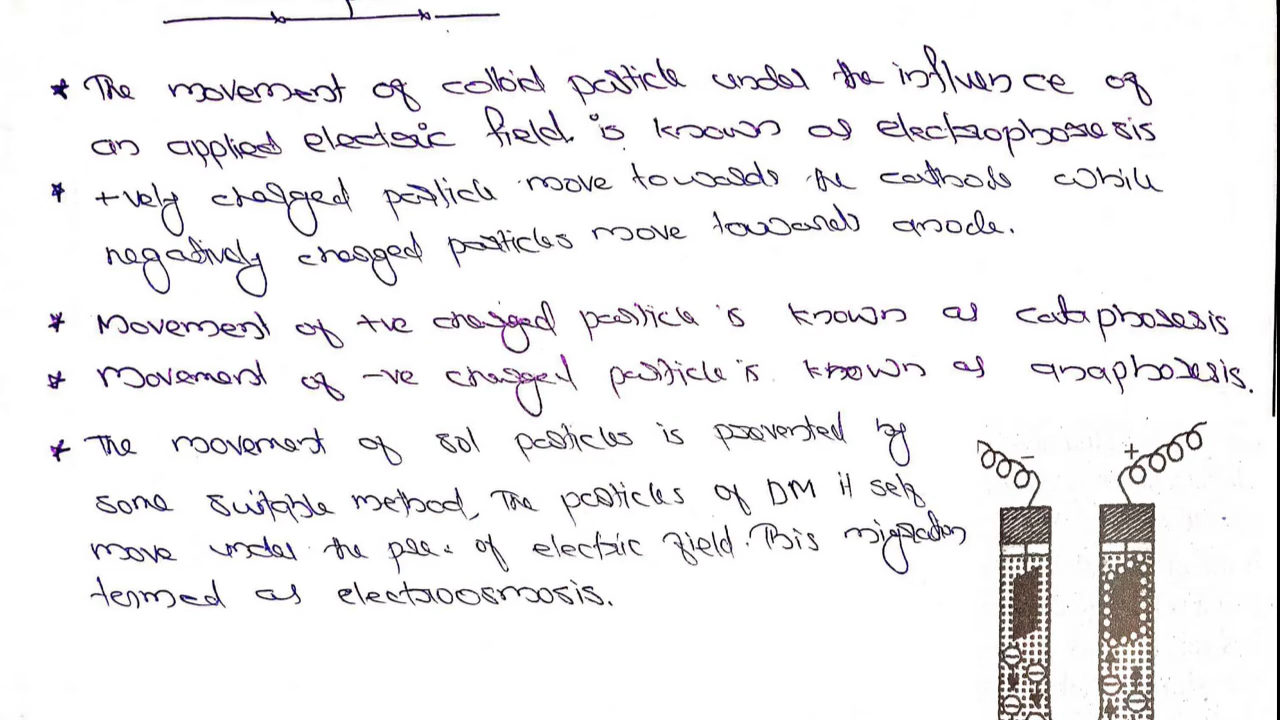 * The movement of colloid particle under the influence of
an applied electric field. is known as electrophoresis
* +vely charged particle move towards the cathode while
negatively charged particles move towards anode.
* Movement of +ve charged particle is known as cataphoresis
* Movement of -ve charged particle is known as anaphoresis.
* The movement of sol particles is prevented by
some suitable method, The particles of DM it self
move under the pre. of electric field. This migration
termed as electroosmosis.
- +